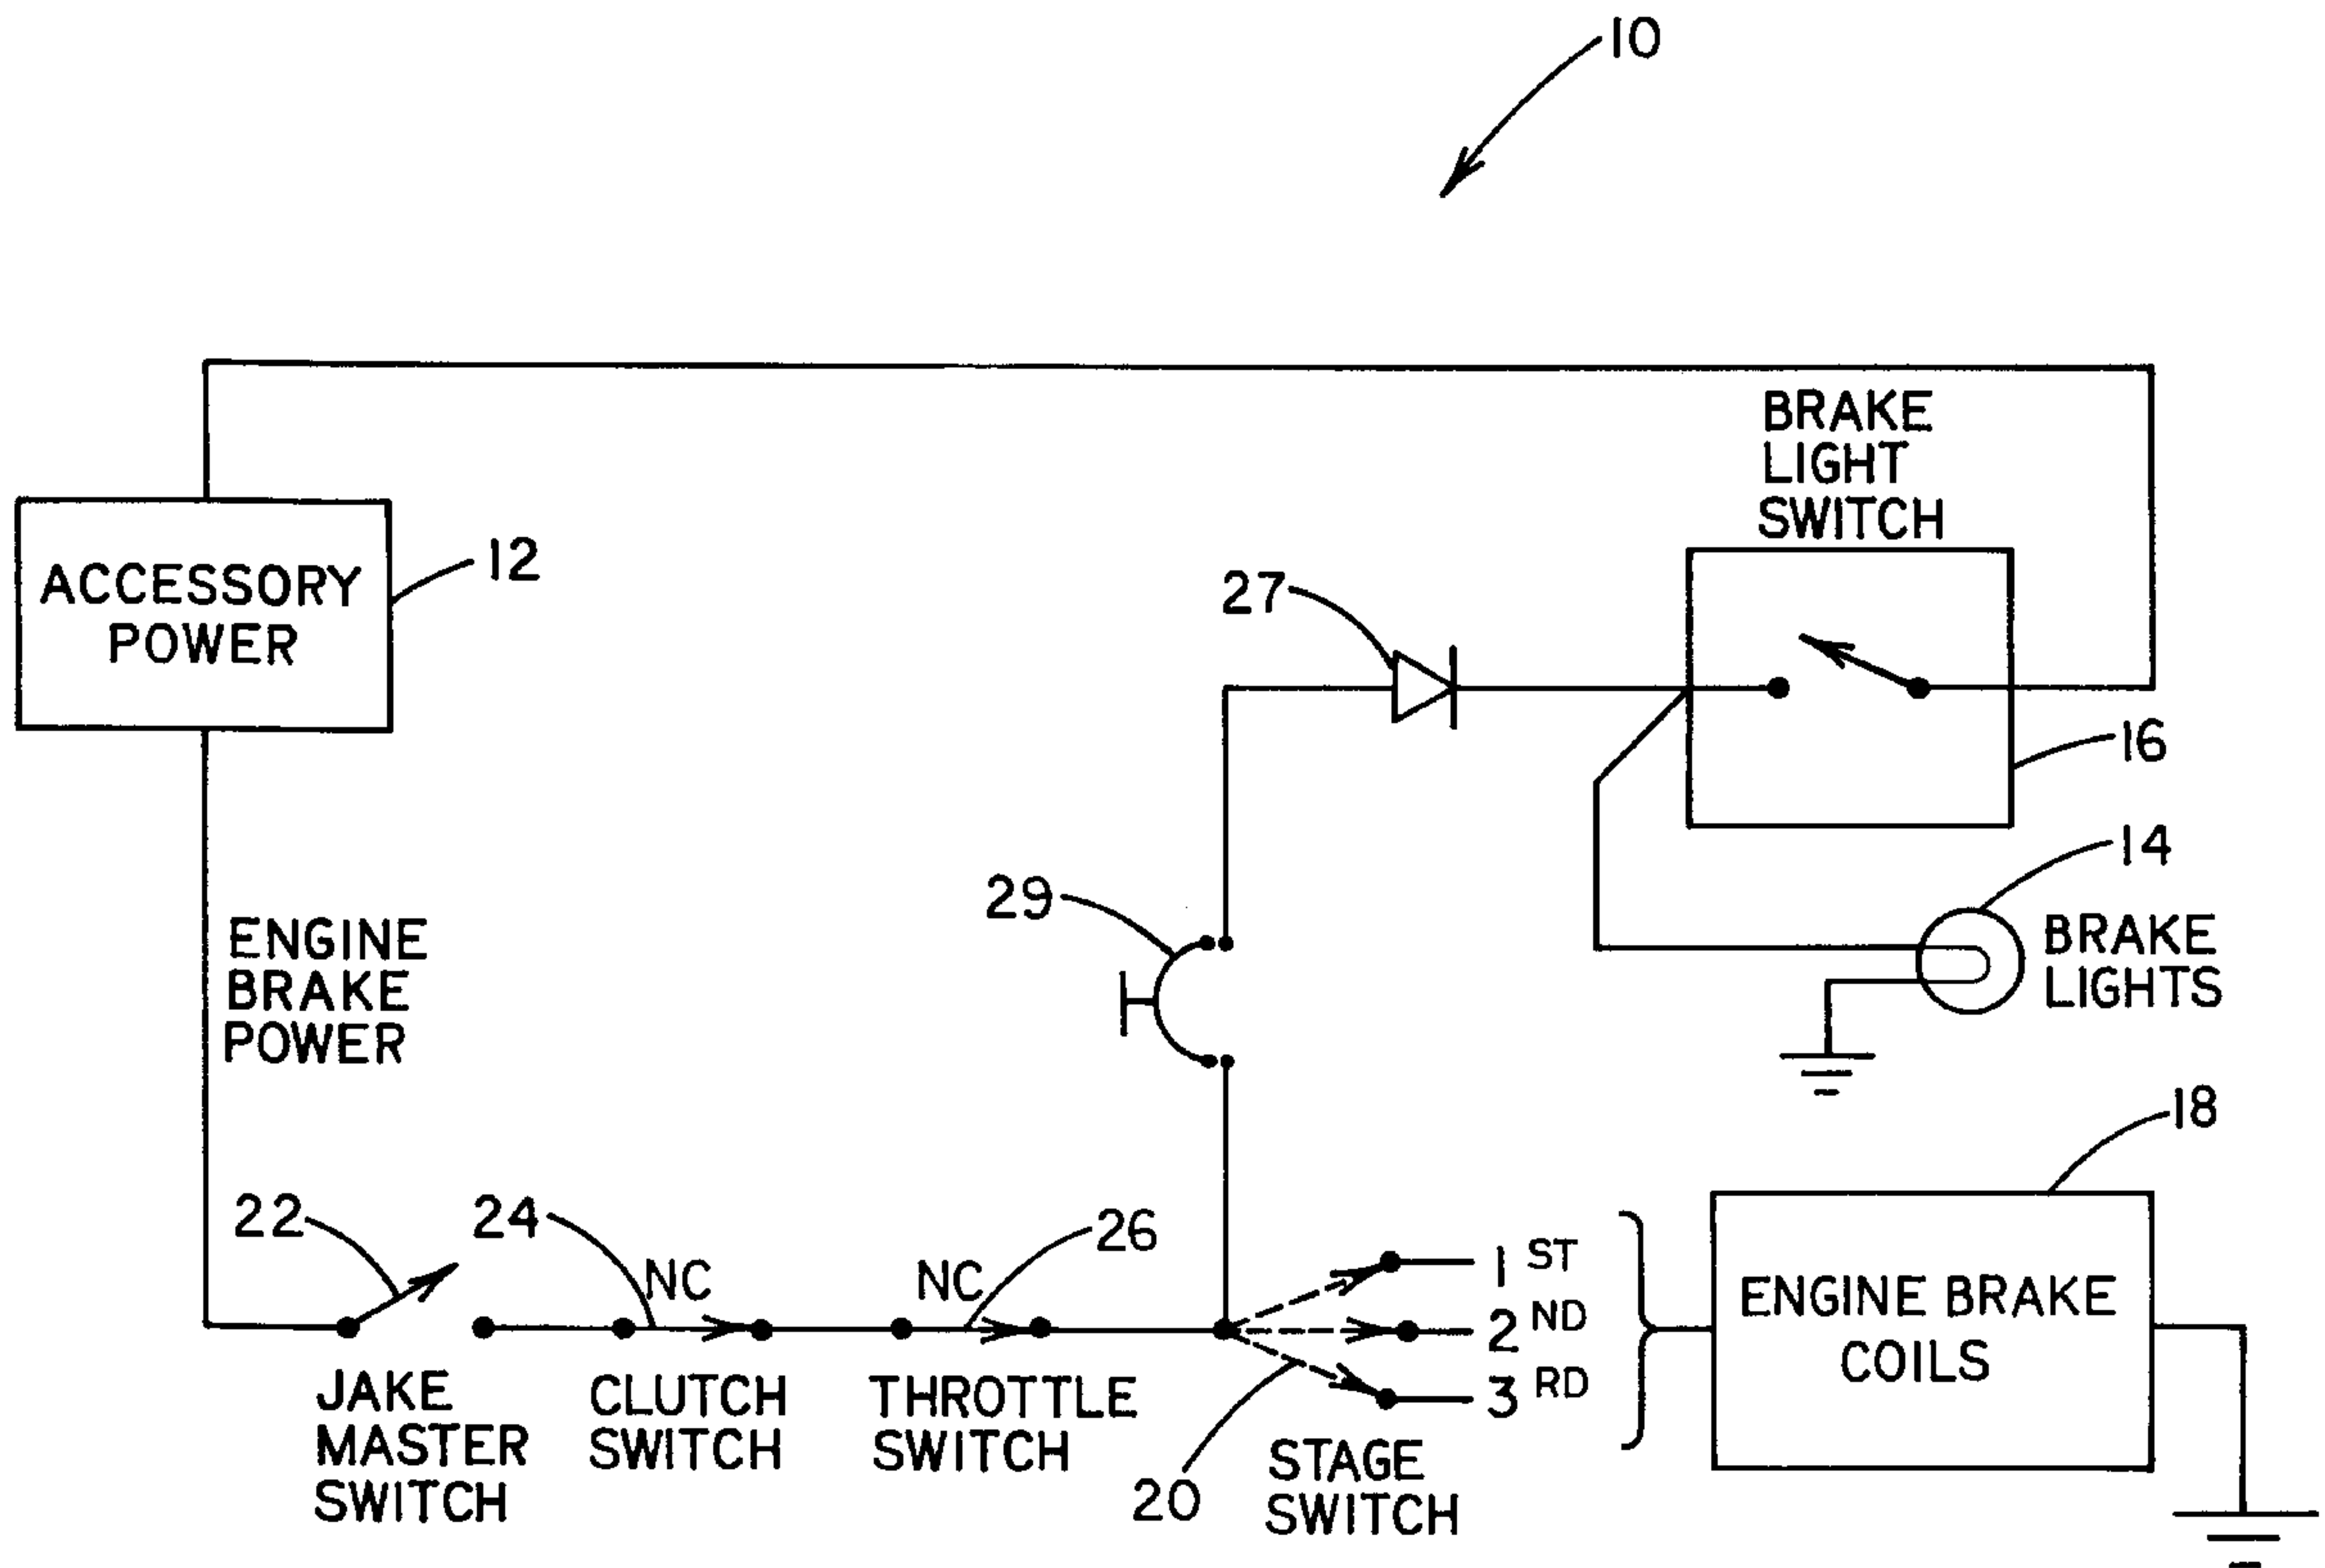 10
BRAKE
LIGHT
SWITCH
ACCESSORY
POWER
12
27
16
14
29
BRAKE
LIGHTS
ENGINE
BRAKE
POWER
18
22
24
NC
NC
26
1 ST
2 ND
3 RD
ENGINE BRAKE
COILS
JAKE
MASTER
SWITCH
CLUTCH
SWITCH
THROTTLE
SWITCH
20
STAGE
SWITCH